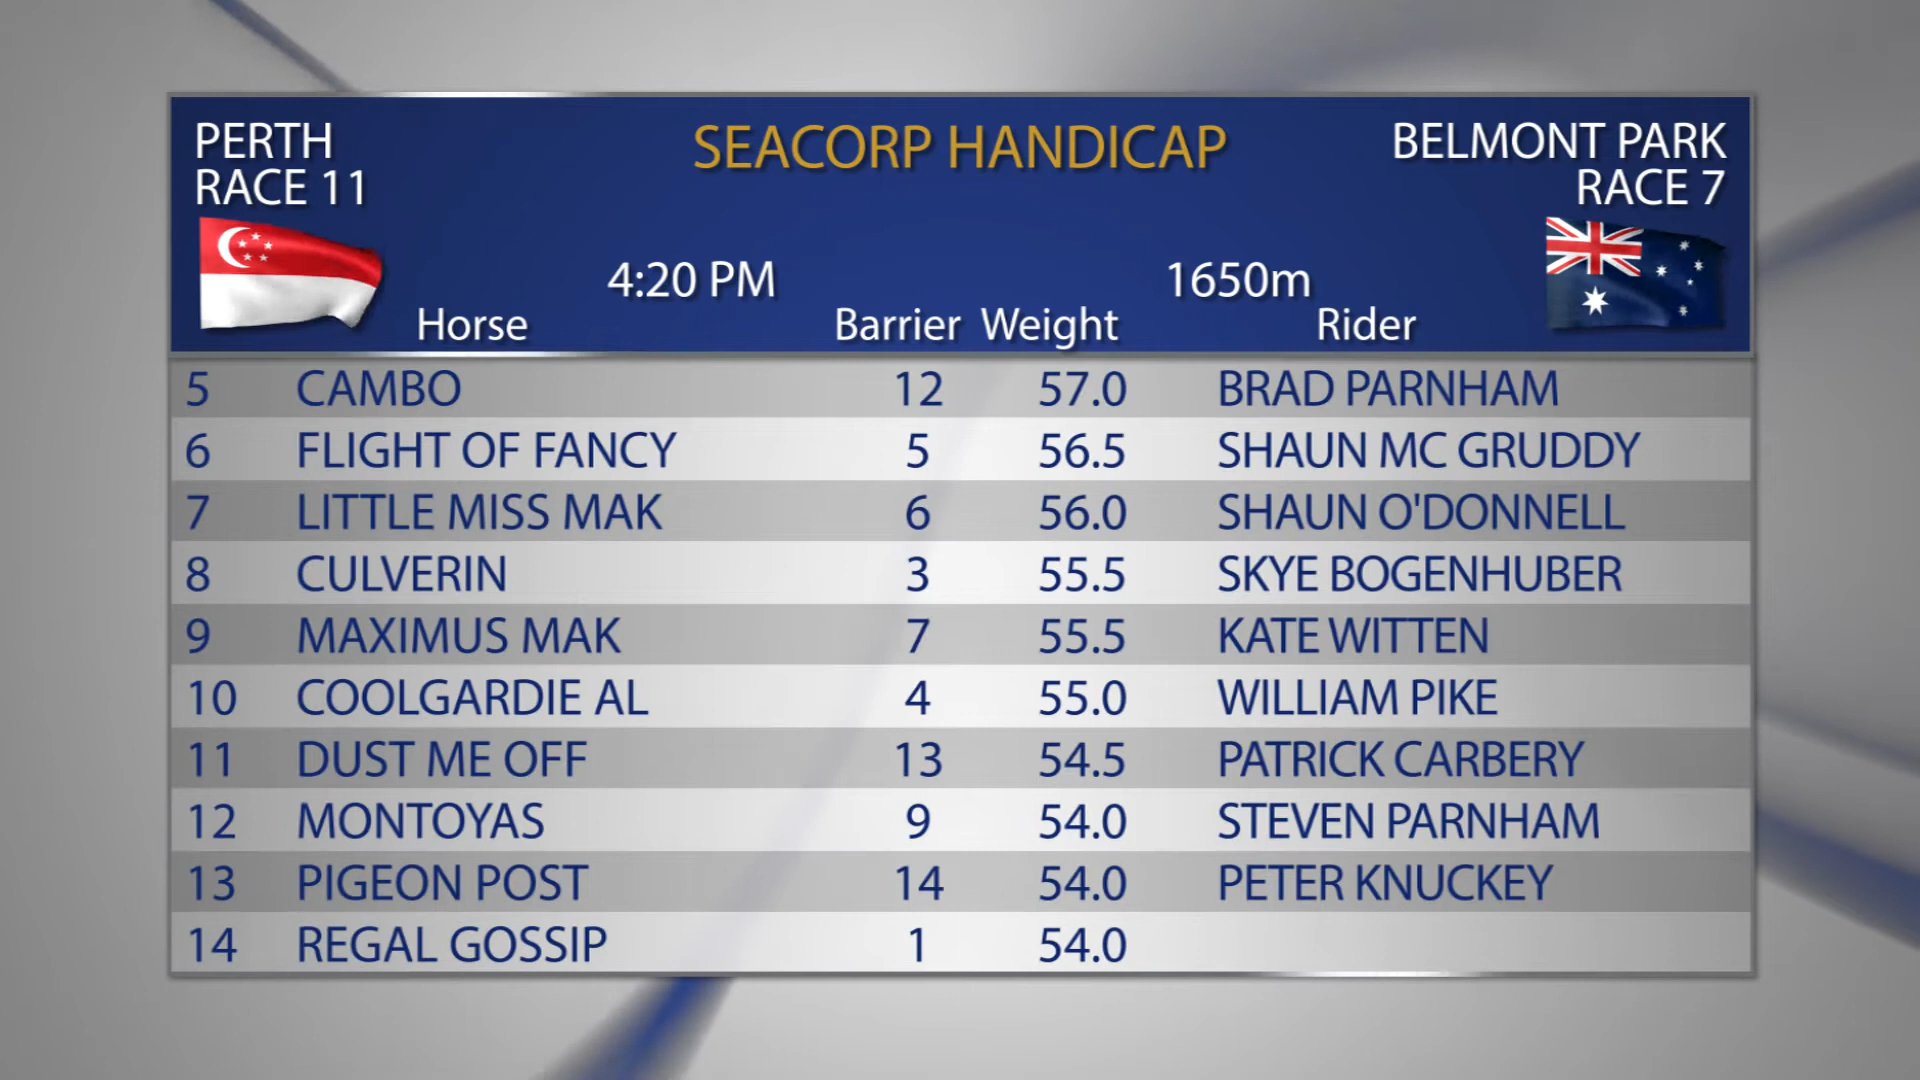 PERTH
RACE 11
SEACORP HANDICAP
BELMONT PARK
RACE 7
4:20 PM 1650m
Horse Barrier Weight Rider
5 CAMBO 12 57.0 BRAD PARNHAM
6 FLIGHT OF FANCY 5 56.5 SHAUN MC GRUDDY
7 LITTLE MISS MAK 6 56.0 SHAUN O'DONNELL
8 CULVERIN 3 55.5 SKYE BOGENHUBER
9 MAXIMUS MAK 7 55.5 KATE WITTEN
10 COOLGARDIE AL 4 55.0 WILLIAM PIKE
11 DUST ME OFF 13 54.5 PATRICK CARBERY
12 MONTOYAS 9 54.0 STEVEN PARNHAM
13 PIGEON POST 14 54.0 PETER KNUCKEY
14 REGAL GOSSIP 1 54.0